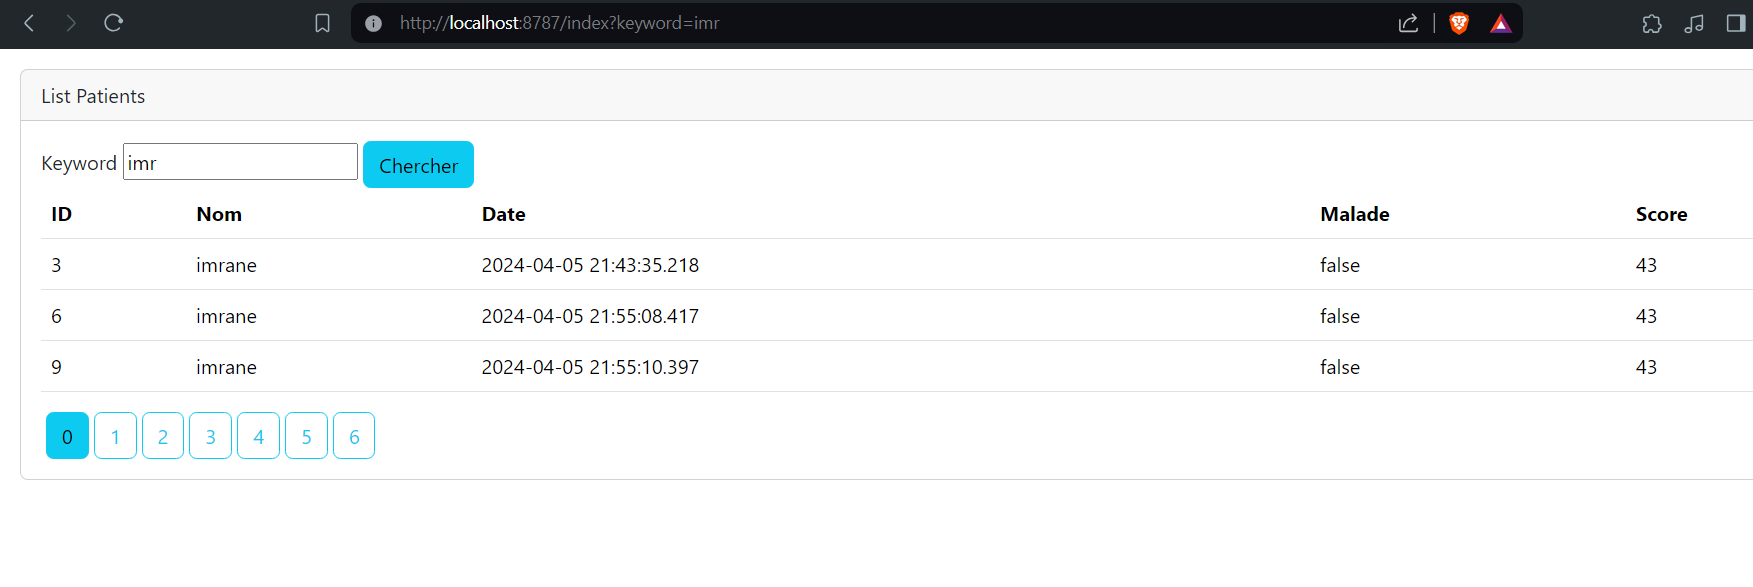 http://localhost:8787/index?keyword=imr
List Patients
Keyword imr Chercher
ID Nom Date Malade Score
3 imrane 2024-04-05 21:43:35.218 false 43
6 imrane 2024-04-05 21:55:08.417 false 43
9 imrane 2024-04-05 21:55:10.397 false 43
0 1 2 3 4 5 6